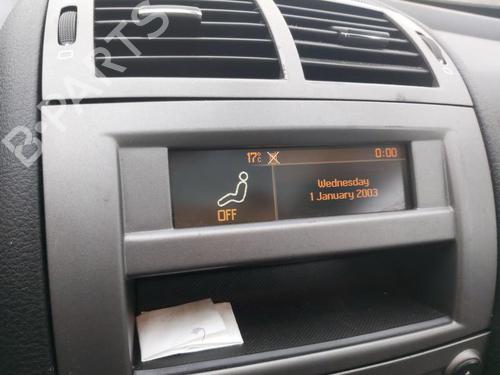 B-PARTS
17°C 0:00
OFF
Wednesday
1 January 2003